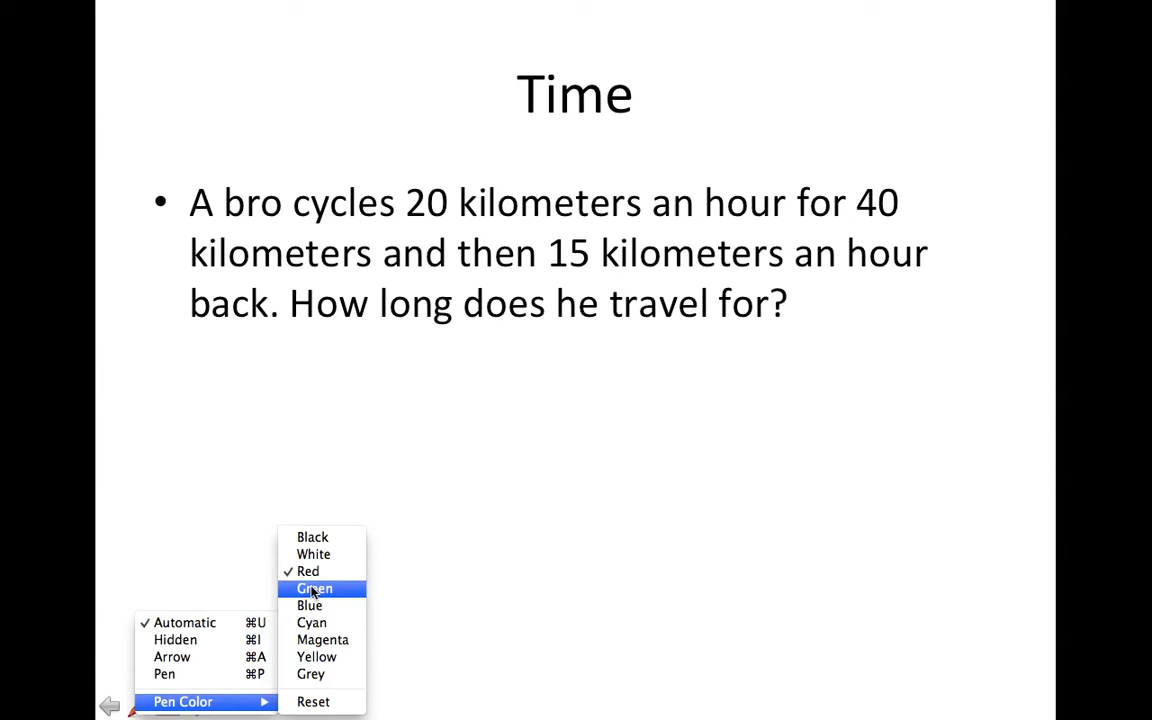 Time
• A bro cycles 20 kilometers an hour for 40
kilometers and then 15 kilometers an hour
back. How long does he travel for?
Black
White
✓ Red
Green
Blue
Cyan
Magenta
Yellow
Grey
Reset
✓ Automatic ⌘U
Hidden ⌘I
Arrow ⌘A
Pen ⌘P
Pen Color